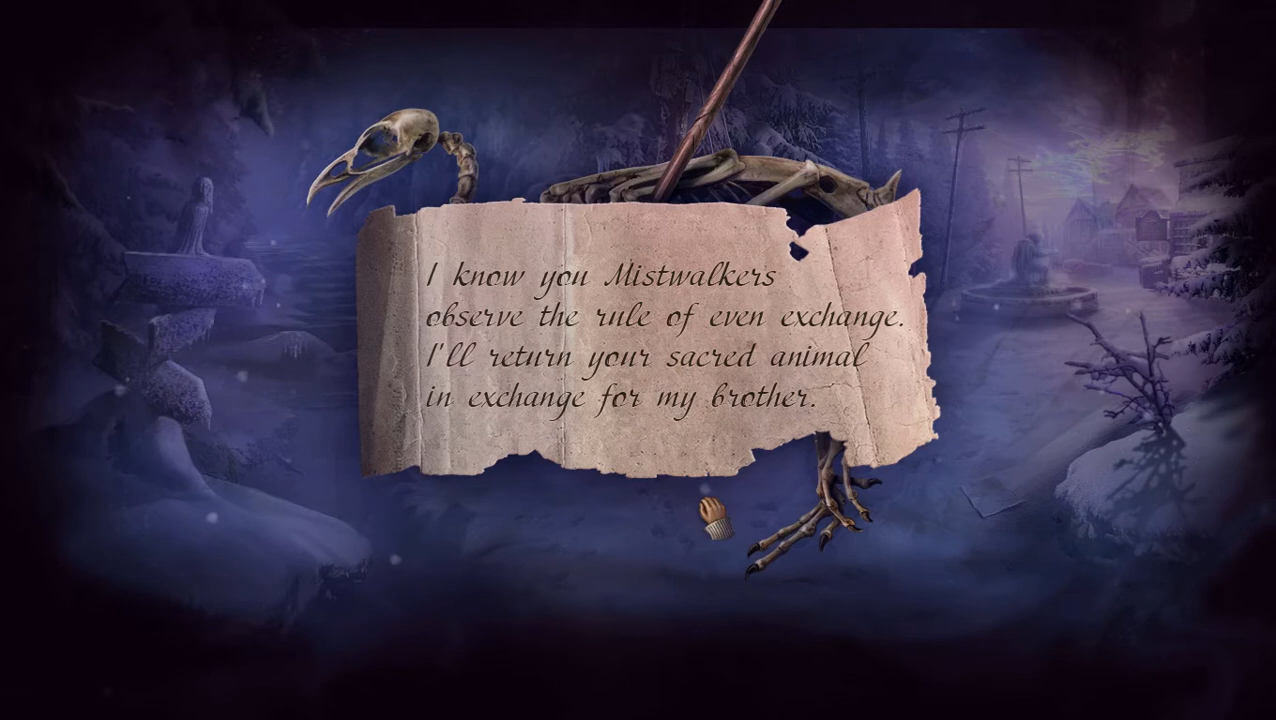 I know you Mistwalkers
observe the rule of even exchange.
I'll return your sacred animal
in exchange for my brother.